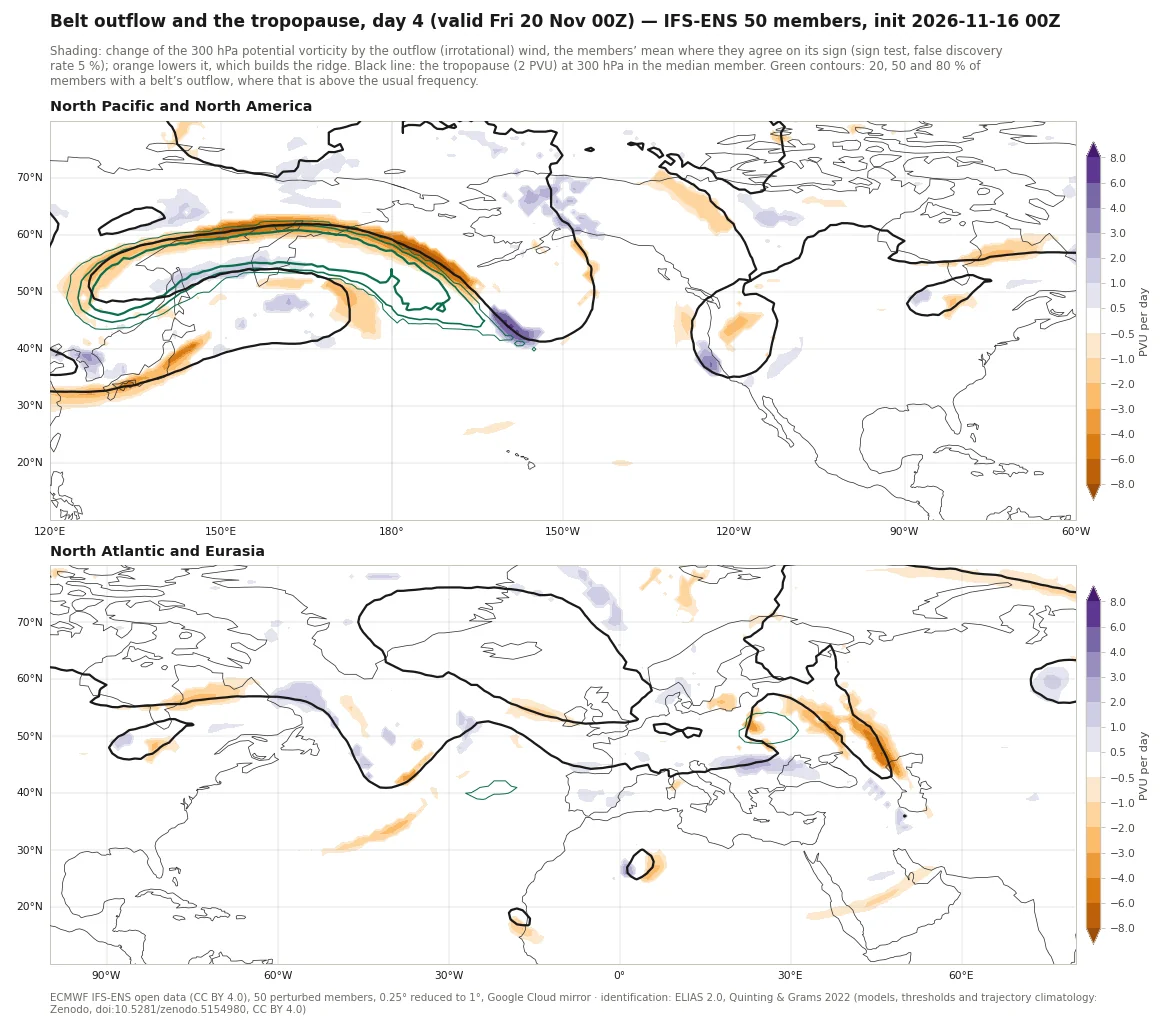 Belt outflow and the tropopause, day 4 (valid Fri 20 Nov 00Z) — IFS-ENS 50 members, init 2026-11-16 00Z
Shading: change of the 300 hPa potential vorticity by the outflow (irrotational) wind, the members’ mean where they agree on its sign (sign test, false discovery
rate 5 %); orange lowers it, which builds the ridge. Black line: the tropopause (2 PVU) at 300 hPa in the median member. Green contours: 20, 50 and 80 % of
members with a belt’s outflow, where that is above the usual frequency.
North Pacific and North America
70°N
60°N
50°N
40°N
30°N
20°N
120°E
150°E
180°
150°W
120°W
90°W
60°W
8.0
6.0
4.0
3.0
2.0
1.0
0.5
−0.5
−1.0
−2.0
−3.0
−4.0
−6.0
−8.0
PVU per day
North Atlantic and Eurasia
70°N
60°N
50°N
40°N
30°N
20°N
90°W
60°W
30°W
0°
30°E
60°E
8.0
6.0
4.0
3.0
2.0
1.0
0.5
−0.5
−1.0
−2.0
−3.0
−4.0
−6.0
−8.0
PVU per day
ECMWF IFS-ENS open data (CC BY 4.0), 50 perturbed members, 0.25° reduced to 1°, Google Cloud mirror · identification: ELIAS 2.0, Quinting & Grams 2022 (models, thresholds and trajectory climatology:
Zenodo, doi:10.5281/zenodo.5154980, CC BY 4.0)